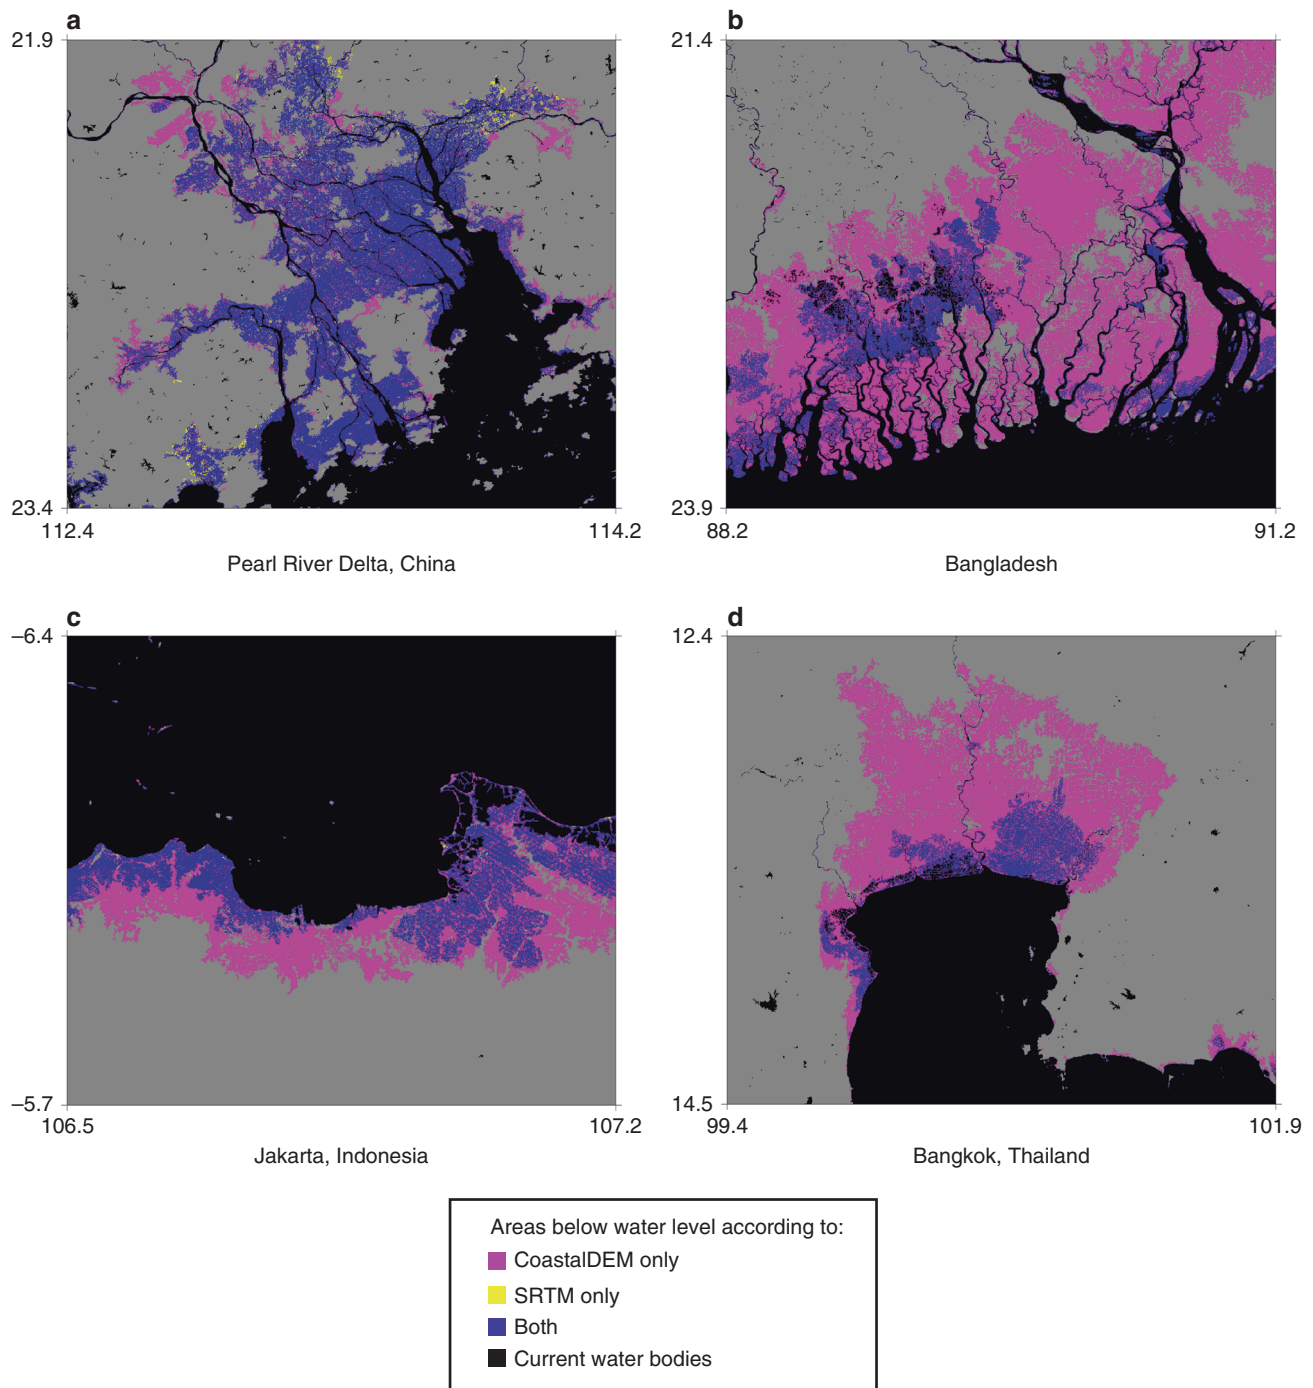 a
21.9
23.4
112.4
114.2
Pearl River Delta, China
b
21.4
23.9
88.2
91.2
Bangladesh
c
–6.4
–5.7
106.5
107.2
Jakarta, Indonesia
d
12.4
14.5
99.4
101.9
Bangkok, Thailand
Areas below water level according to:
CoastalDEM only
SRTM only
Both
Current water bodies